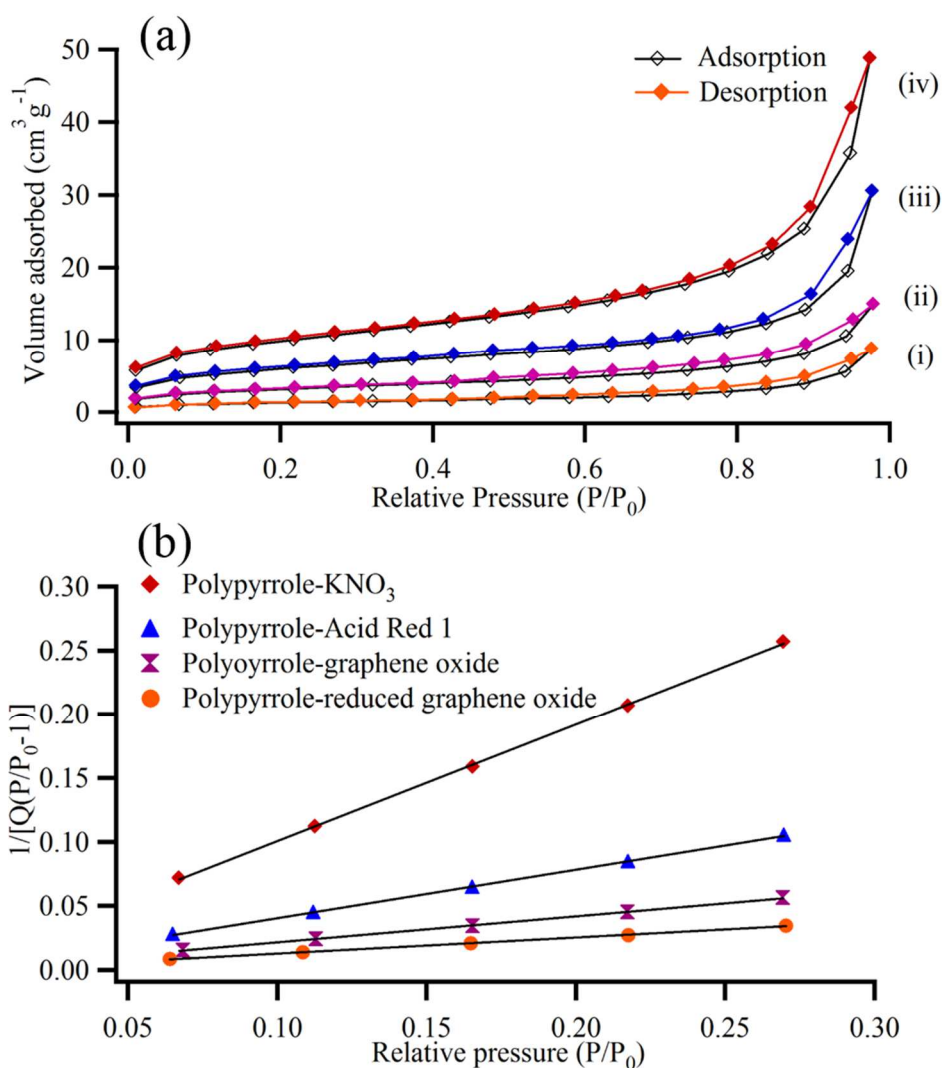 (a)
50
40
30
20
10
0
Volume adsorbed (cm³ g⁻¹)
Adsorption
Desorption
(iv)
(iii)
(ii)
(i)
0.0 0.2 0.4 0.6 0.8 1.0
Relative Pressure (P/P₀)
(b)
0.30
0.25
0.20
0.15
0.10
0.05
0.00
1/[Q(P/P₀-1)]
Polypyrrole-KNO₃
Polypyrrole-Acid Red 1
Polyoyrrole-graphene oxide
Polypyrrole-reduced graphene oxide
0.05 0.10 0.15 0.20 0.25 0.30
Relative pressure (P/P₀)